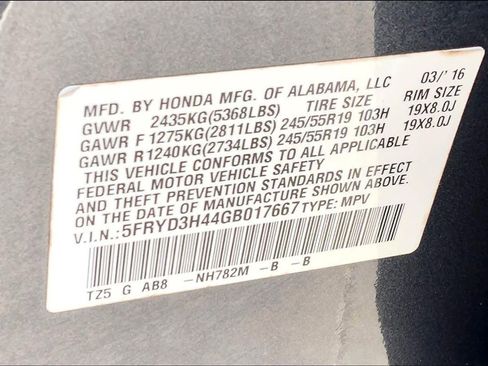 MFD. BY HONDA MFG. OF ALABAMA, LLC 03/'16
GVWR 2435KG(5368LBS) TIRE SIZE RIM SIZE
GAWR F 1275KG(2811LBS) 245/55R19 103H 19X8.0J
GAWR R 1240KG(2734LBS) 245/55R19 103H 19X8.0J
THIS VEHICLE CONFORMS TO ALL APPLICABLE
FEDERAL MOTOR VEHICLE SAFETY
AND THEFT PREVENTION STANDARDS IN EFFECT
ON THE DATE OF MANUFACTURE SHOWN ABOVE.
V.I.N.:5FRYD3H44GB017667 TYPE: MPV
TZ5 G AB8 -NH782M -B -B